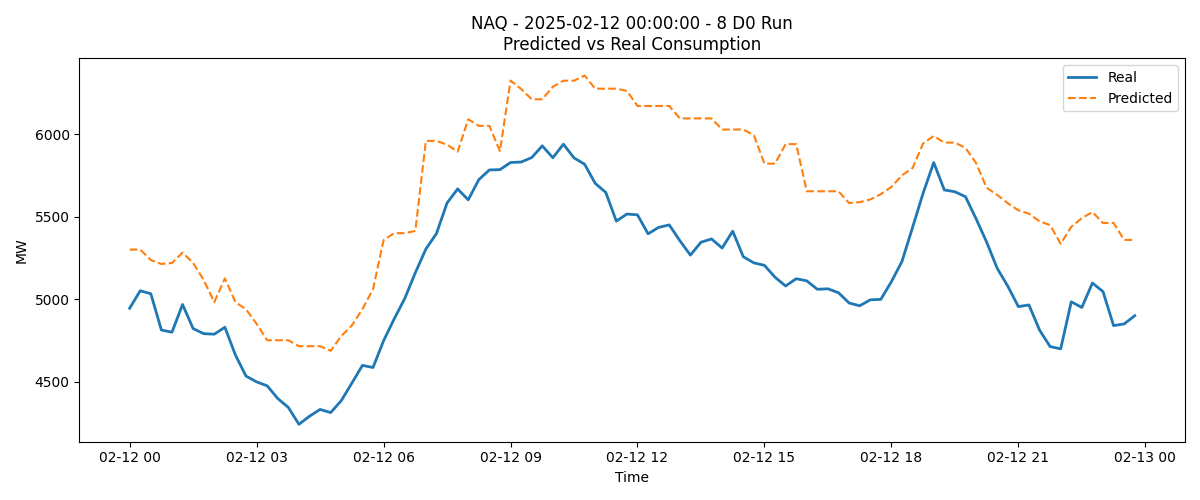 NAQ - 2025-02-12 00:00:00 - 8 D0 Run
Predicted vs Real Consumption
Real
Predicted
MW
6000
5500
5000
4500
02-12 00
02-12 03
02-12 06
02-12 09
02-12 12
02-12 15
02-12 18
02-12 21
02-13 00
Time